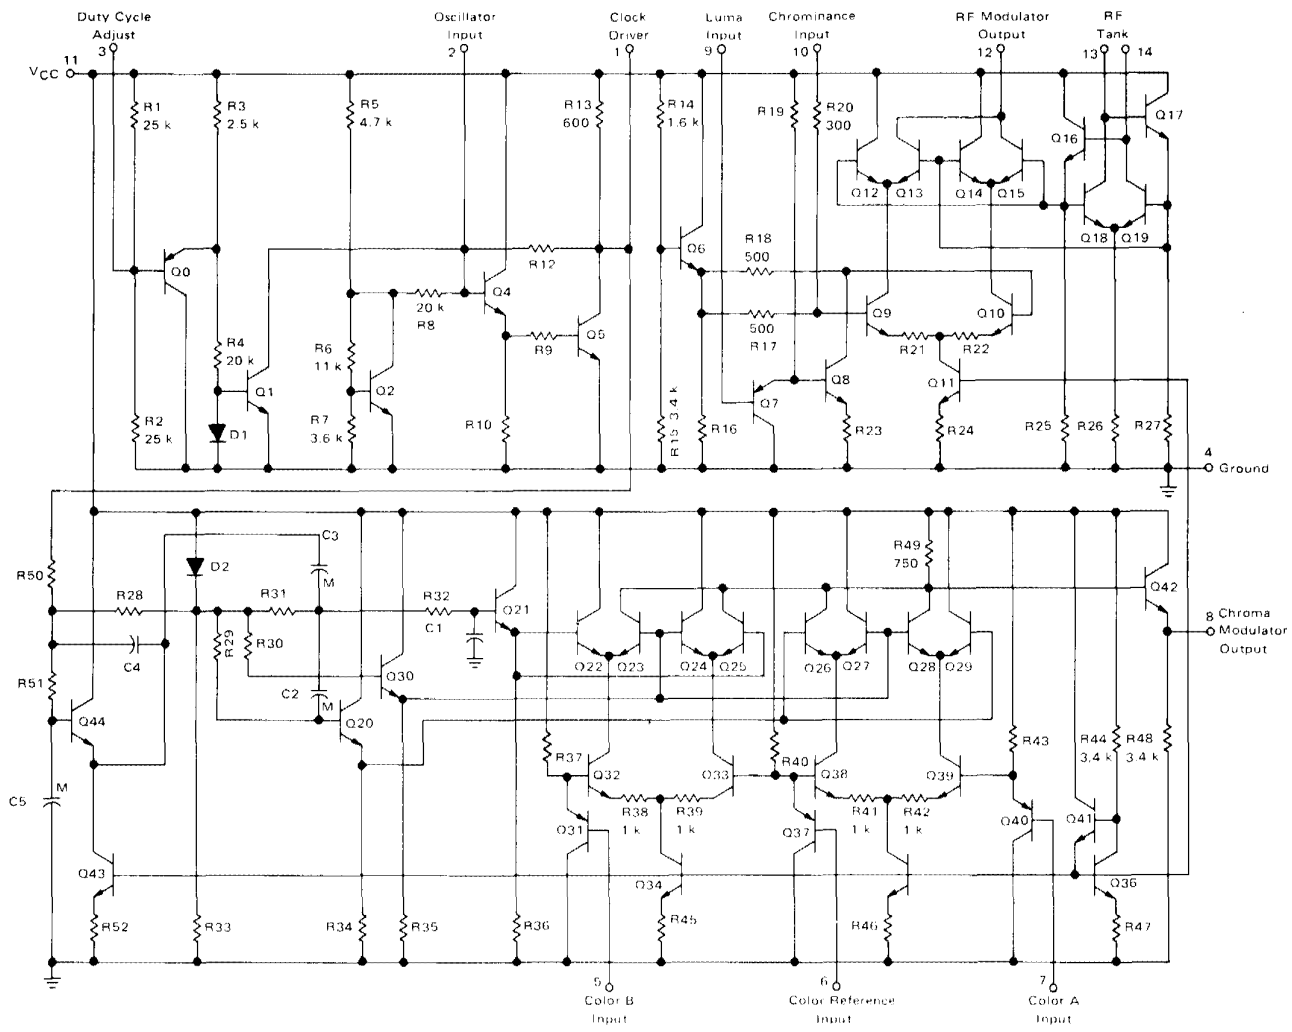 Duty Cycle
Adjust
3
Oscillator
Input
2
Clock
Driver
1
Luma
Input
9
Chrominance
Input
10
RF Modulator
Output
12
RF
Tank
13 14
11
VCC
R1
25 k
R3
2.5 k
R5
4.7 k
R13
600
R14
1.6 k
R19
R20
300
Q16
Q17
Q12 Q13
Q14 Q15
Q18 Q19
Q0
R12
Q6
R18
500
Q4
20 k
R8
R9
Q5
500
R17
Q9
Q10
R21 R22
R4
20 k
Q1
R6
11 k
Q2
Q7
Q8
Q11
R2
25 k
D1
R7
3.6 k
R10
R15 3.4 k
R16
R23
R24
R25
R26
R27
4
Ground
C3
M
R50
D2
R28
R31
R32
C1
Q21
R49
750
Q42
8 Chroma
Modulator
Output
R29
R30
C4
Q22 Q23
Q24 Q25
Q26 Q27
Q28 Q29
R51
C2
M
Q30
Q44
Q20
R37
Q32
Q33
R40
Q38
Q39
R43
R44
3.4 k
R48
3.4 k
M
C5
R38
1 k
R39
1 k
R41
1 k
R42
1 k
Q31
Q37
Q40
Q41
Q43
Q34
Q36
R52
R33
R34
R35
R36
R45
R46
R47
5
Color B
Input
6
Color Reference
Input
7
Color A
Input